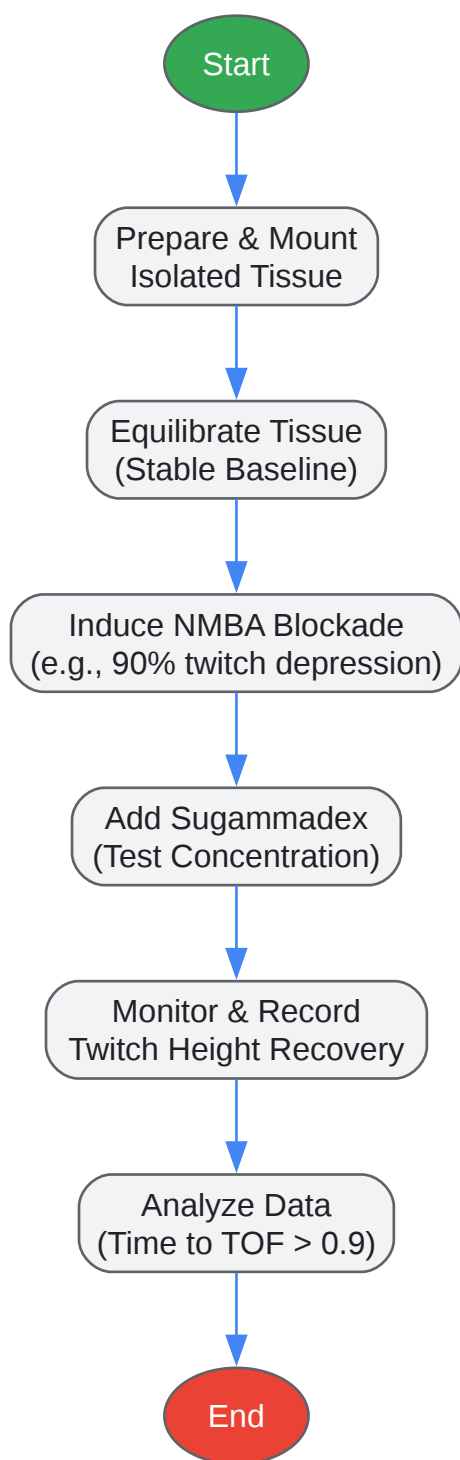 Start
Prepare & Mount
Isolated Tissue
Equilibrate Tissue
(Stable Baseline)
Induce NMBA Blockade
(e.g., 90% twitch depression)
Add Sugammadex
(Test Concentration)
Monitor & Record
Twitch Height Recovery
Analyze Data
(Time to TOF > 0.9)
End